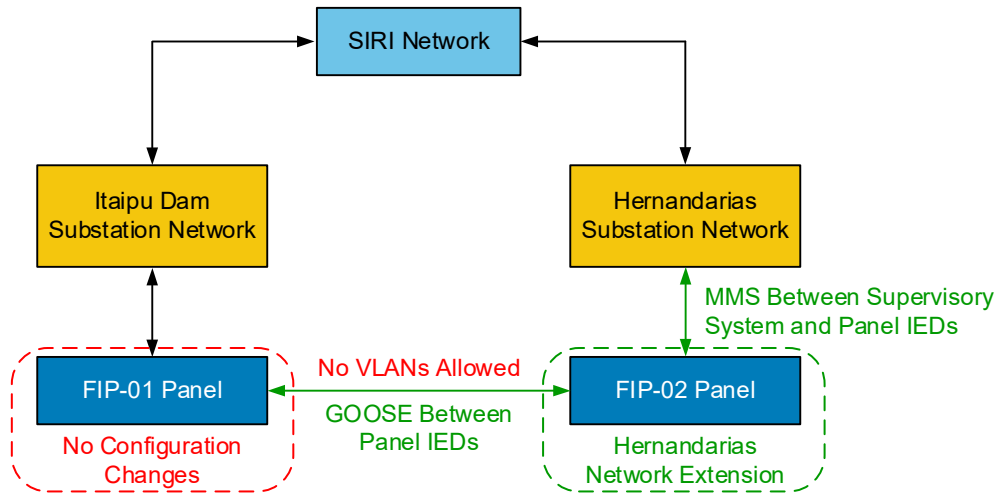 SIRI Network
Itaipu Dam
Substation Network
Hernandarias
Substation Network
MMS Between Supervisory
System and Panel IEDs
FIP-01 Panel
No Configuration
Changes
No VLANs Allowed
GOOSE Between
Panel IEDs
FIP-02 Panel
Hernandarias
Network Extension